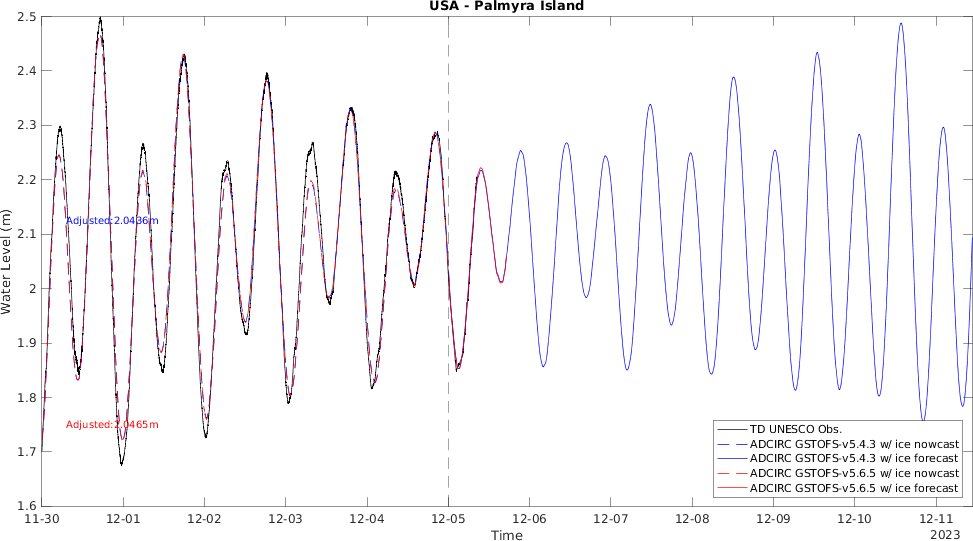 USA - Palmyra Island
2.5
2.4
2.3
2.2
2.1
2
1.9
1.8
1.7
1.6
Water Level (m)
Adjusted:2.0436m
Adjusted:2.0465m
TD UNESCO Obs.
ADCIRC GSTOFS-v5.4.3 w/ ice nowcast
ADCIRC GSTOFS-v5.4.3 w/ ice forecast
ADCIRC GSTOFS-v5.6.5 w/ ice nowcast
ADCIRC GSTOFS-v5.6.5 w/ ice forecast
11-30 12-01 12-02 12-03 12-04 12-05 12-06 12-07 12-08 12-09 12-10 12-11
Time
2023